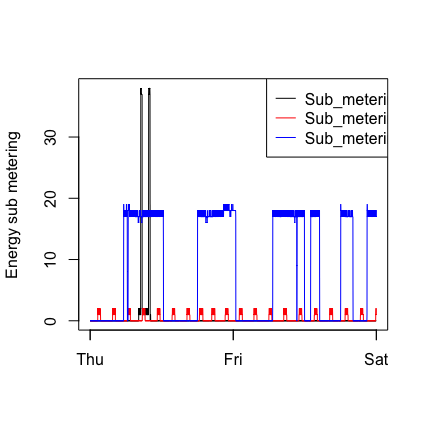 Sub_meteri
Sub_meteri
Sub_meteri
Energy sub metering
30
20
10
0
Thu Fri Sat